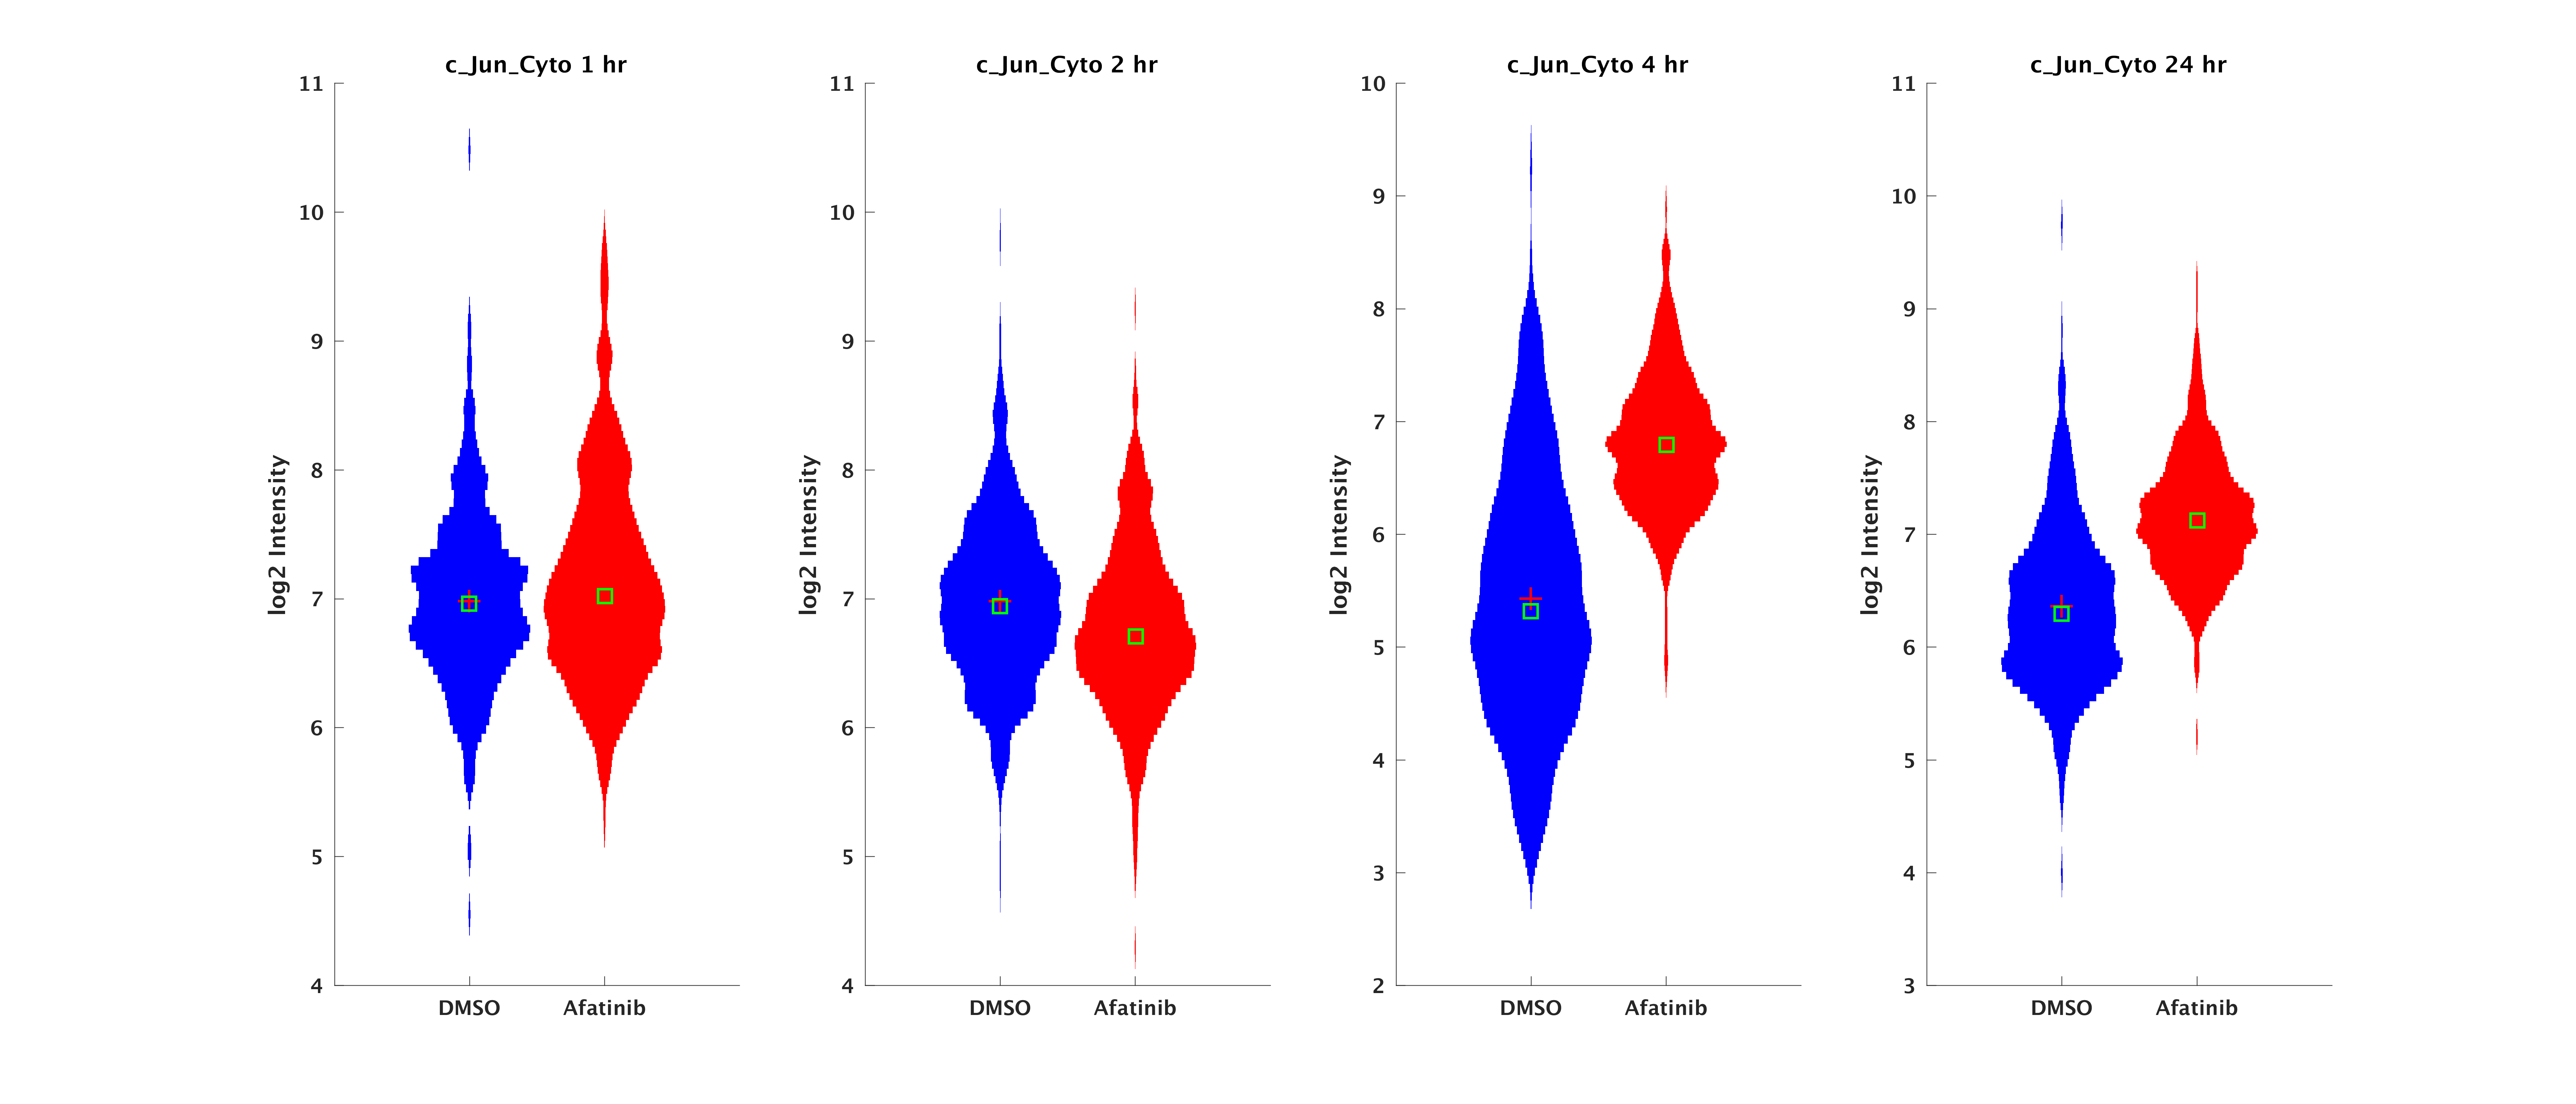 c_Jun_Cyto 1 hr
log2 Intensity
11
10
9
8
7
6
5
4
DMSO
Afatinib
c_Jun_Cyto 2 hr
log2 Intensity
11
10
9
8
7
6
5
4
DMSO
Afatinib
c_Jun_Cyto 4 hr
log2 Intensity
10
9
8
7
6
5
4
3
2
DMSO
Afatinib
c_Jun_Cyto 24 hr
log2 Intensity
11
10
9
8
7
6
5
4
3
DMSO
Afatinib